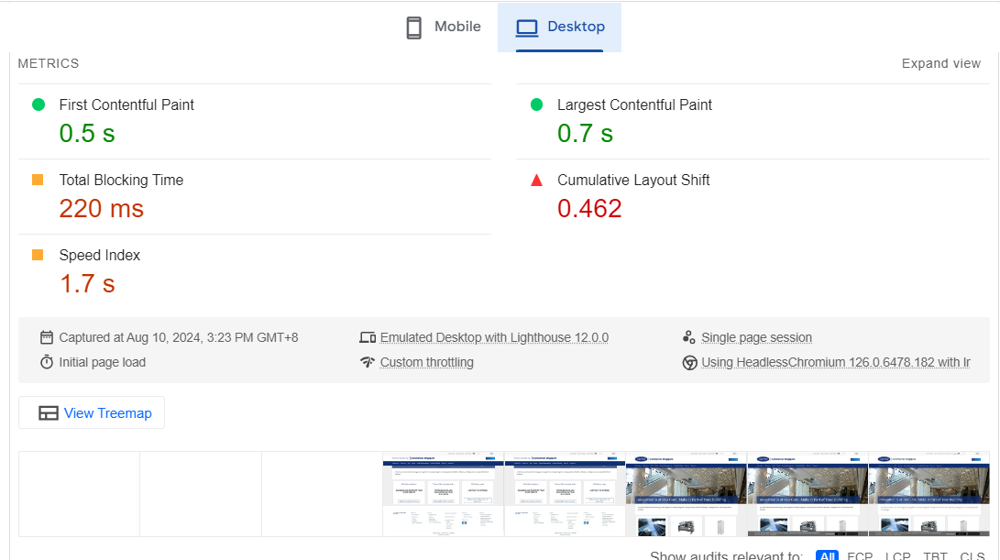 Mobile
Desktop
METRICS
Expand view
First Contentful Paint
0.5 s
Largest Contentful Paint
0.7 s
Total Blocking Time
220 ms
Cumulative Layout Shift
0.462
Speed Index
1.7 s
Captured at Aug 10, 2024, 3:23 PM GMT+8
Emulated Desktop with Lighthouse 12.0.0
Single page session
Initial page load
Custom throttling
Using HeadlessChromium 126.0.6478.182 with lr
View Treemap
Show audits relevant to: All FCP LCP TBT CLS